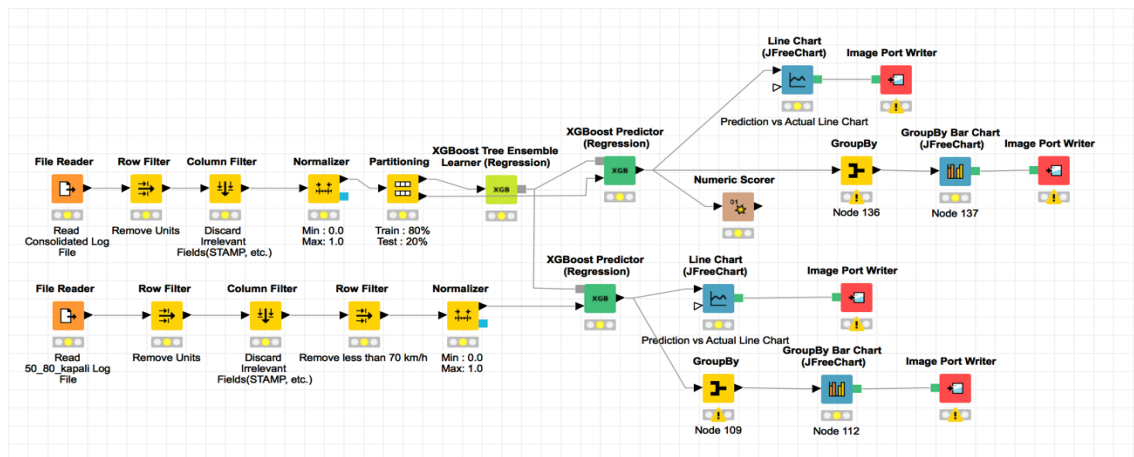 Line Chart
(JFreeChart)
Image Port Writer
Prediction vs Actual Line Chart
XGBoost Predictor
(Regression)
XGB
GroupBy
Node 136
GroupBy Bar Chart
(JFreeChart)
Node 137
Image Port Writer
File Reader
Read
Consolidated Log
File
Row Filter
Remove Units
Column Filter
Discard
Irrelevant
Fields(STAMP, etc.)
Normalizer
Min : 0.0
Max: 1.0
Partitioning
Train : 80%
Test : 20%
XGBoost Tree Ensemble
Learner (Regression)
XGB
Numeric Scorer
File Reader
Read
50_80_kapali Log
File
Row Filter
Remove Units
Column Filter
Discard
Irrelevant
Fields(STAMP, etc.)
Row Filter
Remove less than 70 km/h
Normalizer
Min : 0.0
Max: 1.0
XGBoost Predictor
(Regression)
XGB
Line Chart
(JFreeChart)
Prediction vs Actual Line Chart
Image Port Writer
GroupBy
Node 109
GroupBy Bar Chart
(JFreeChart)
Node 112
Image Port Writer